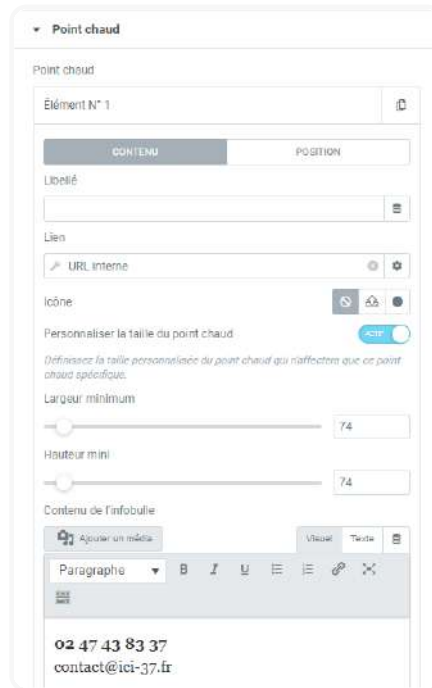 Point chaud
Point chaud
Élément N° 1
CONTENU POSITION
Libellé
Lien
URL interne
Icône
Personnaliser la taille du point chaud ACTIF
Définissez la taille personnalisée du point chaud qui n'affectera que ce point
chaud spécifique.
Largeur minimum
74
Hauteur mini
74
Contenu de l'infobulle
Ajouter un média Visuel Texte
Paragraphe B I U
02 47 43 83 37
contact@ici-37.fr